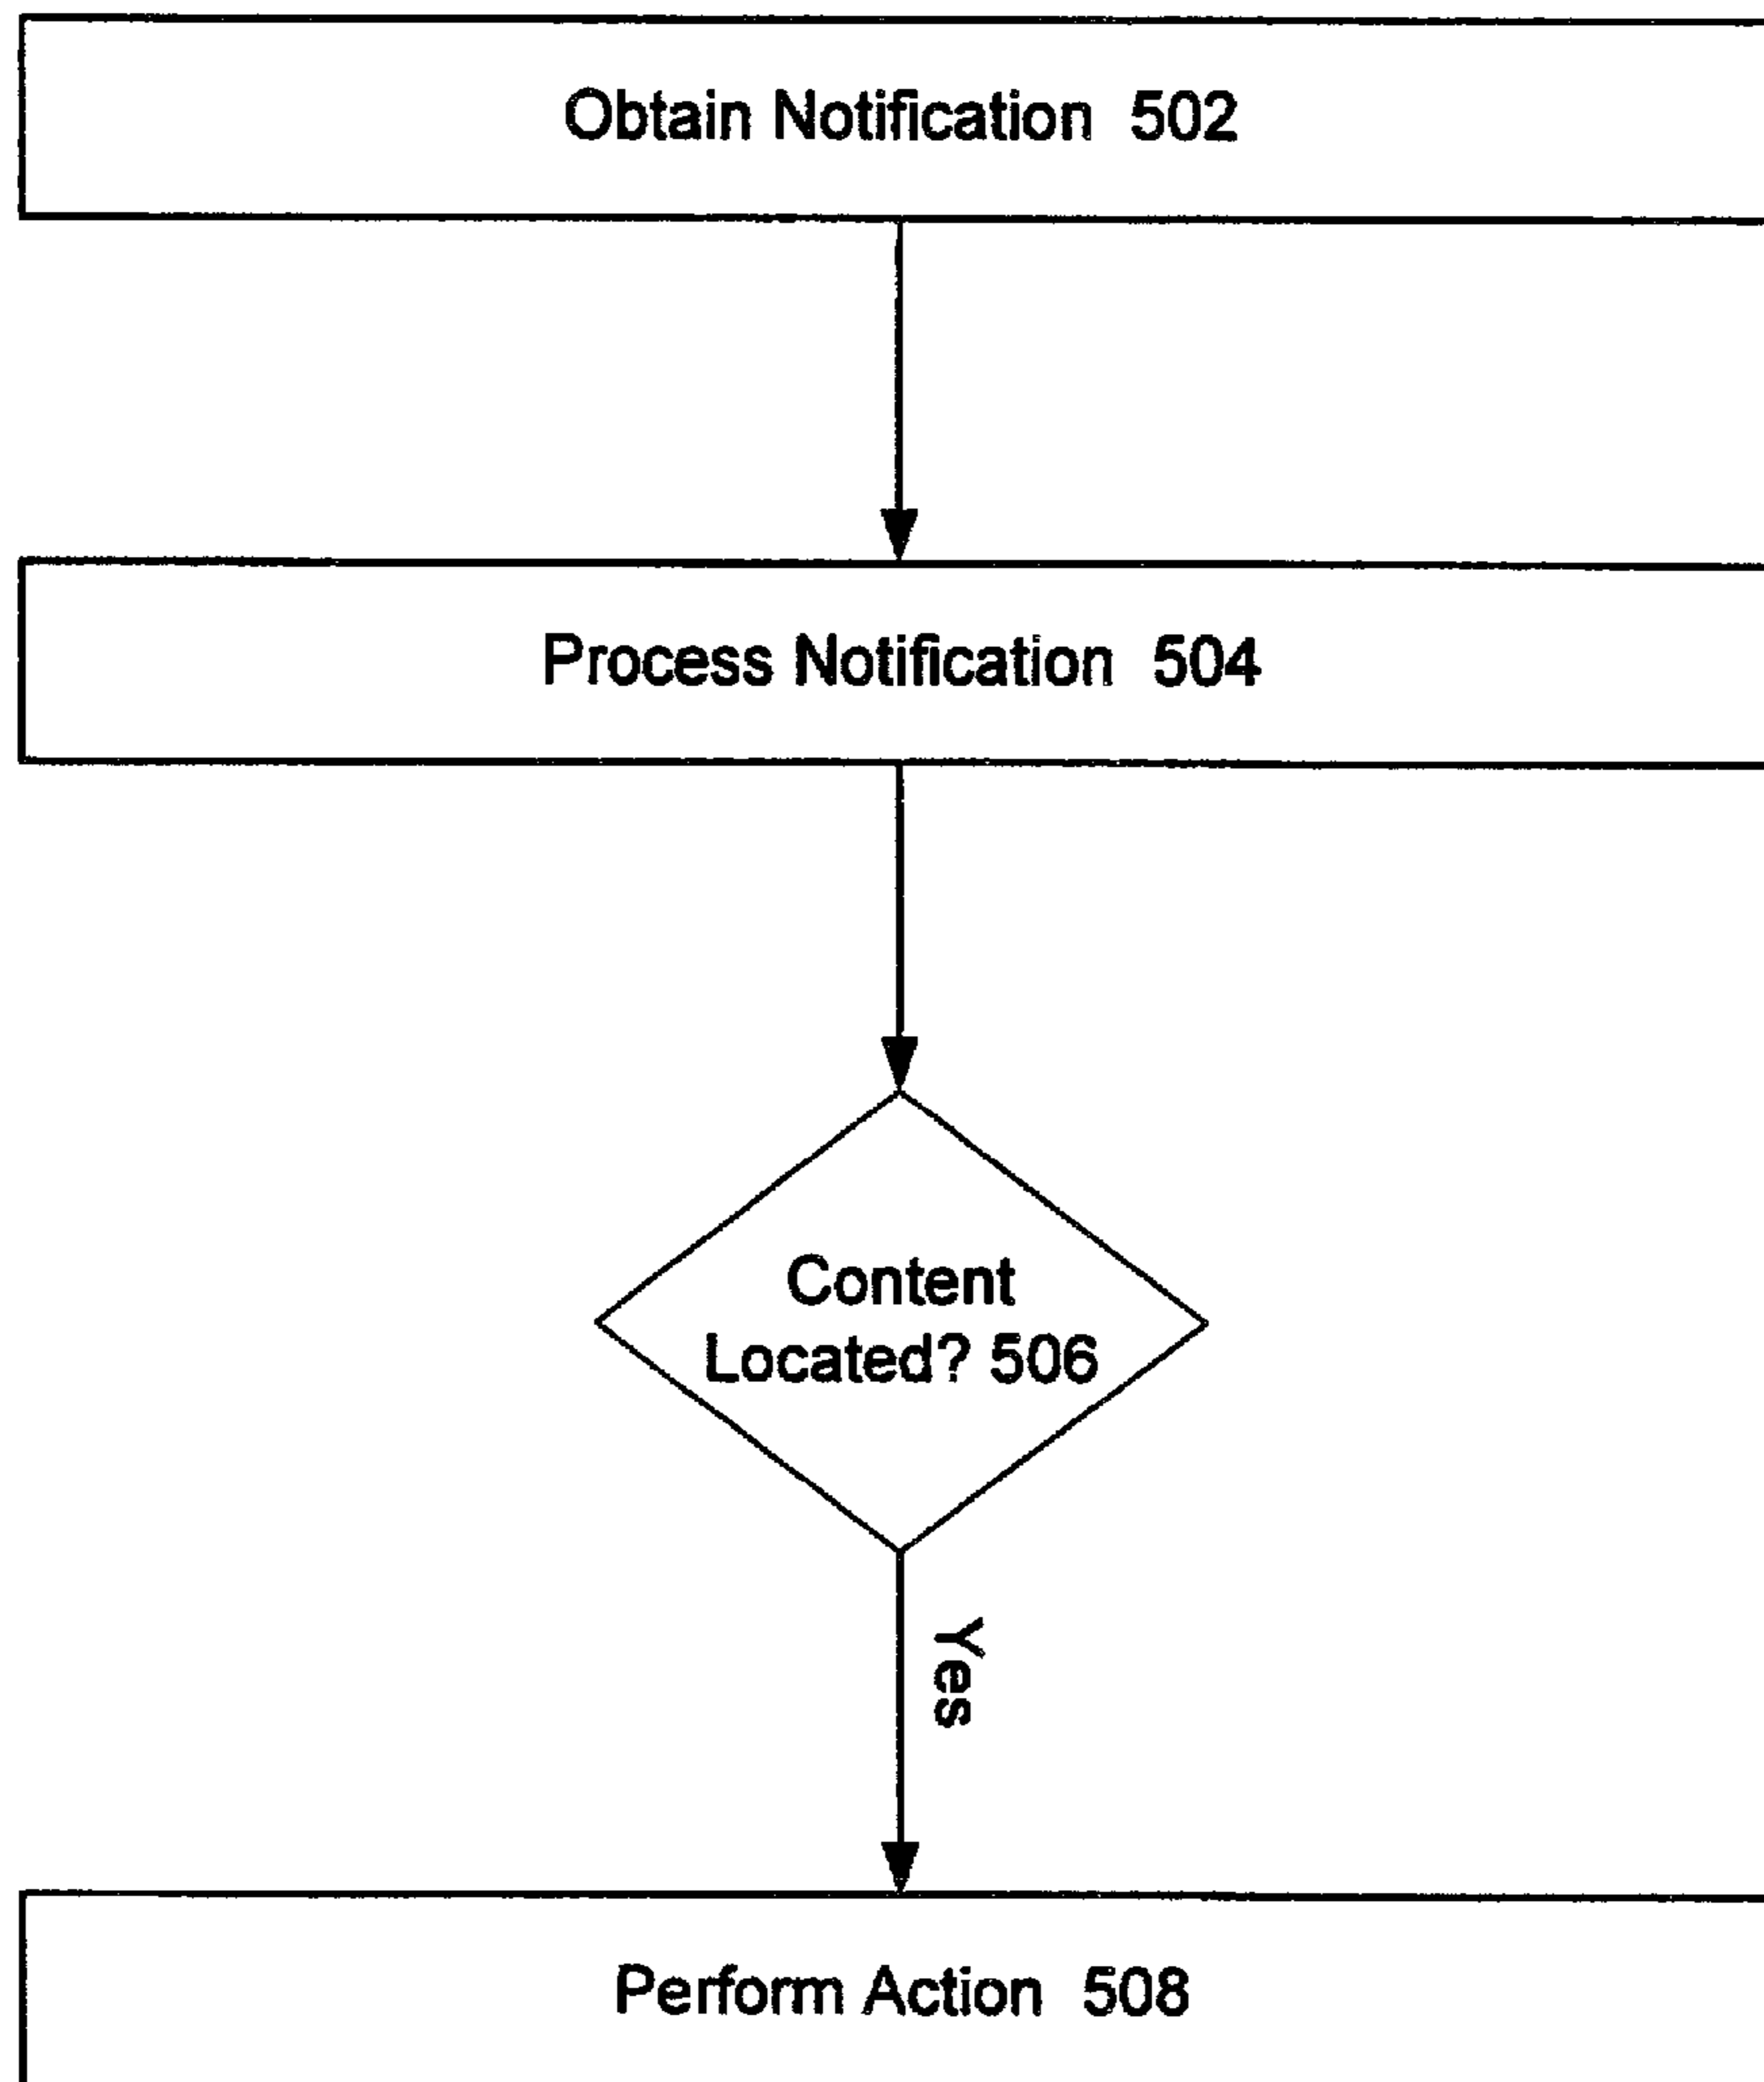 Obtain Notification 502
Process Notification 504
Content
Located? 506
Yes
Perform Action 508